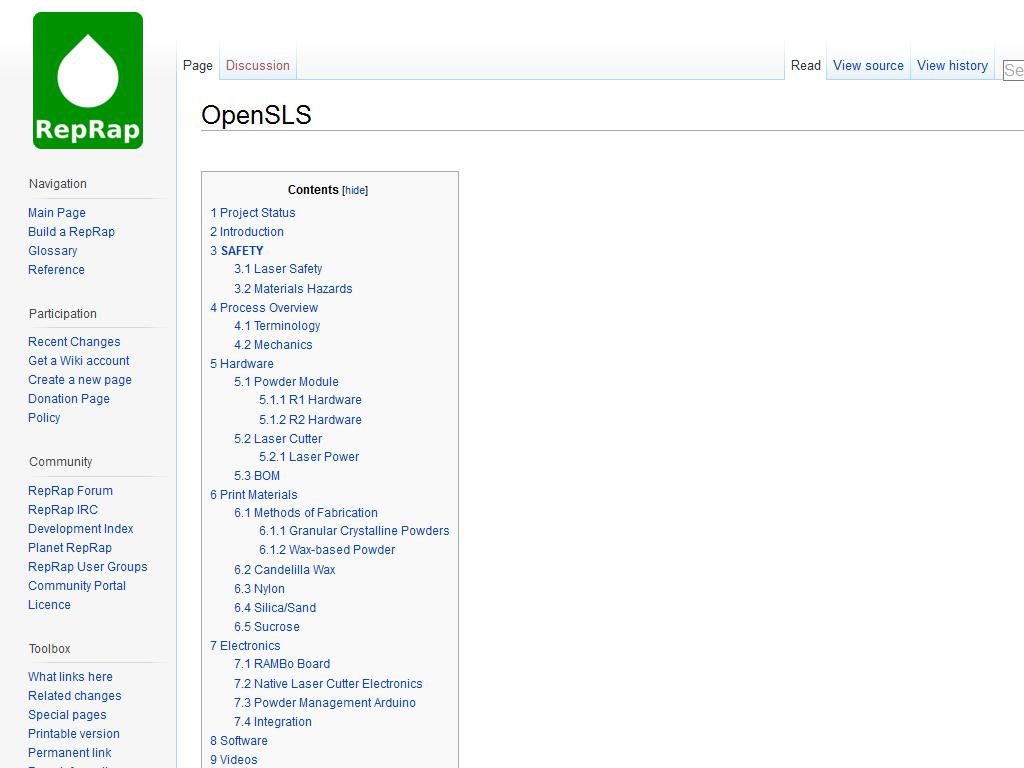 RepRap
Page
Discussion
Read
View source
View history
Se
OpenSLS
Navigation
Main Page
Build a RepRap
Glossary
Reference
Participation
Recent Changes
Get a Wiki account
Create a new page
Donation Page
Policy
Community
RepRap Forum
RepRap IRC
Development Index
Planet RepRap
RepRap User Groups
Community Portal
Licence
Toolbox
What links here
Related changes
Special pages
Printable version
Permanent link
Contents [hide]
1 Project Status
2 Introduction
3 SAFETY
3.1 Laser Safety
3.2 Materials Hazards
4 Process Overview
4.1 Terminology
4.2 Mechanics
5 Hardware
5.1 Powder Module
5.1.1 R1 Hardware
5.1.2 R2 Hardware
5.2 Laser Cutter
5.2.1 Laser Power
5.3 BOM
6 Print Materials
6.1 Methods of Fabrication
6.1.1 Granular Crystalline Powders
6.1.2 Wax-based Powder
6.2 Candelilla Wax
6.3 Nylon
6.4 Silica/Sand
6.5 Sucrose
7 Electronics
7.1 RAMBo Board
7.2 Native Laser Cutter Electronics
7.3 Powder Management Arduino
7.4 Integration
8 Software
9 Videos